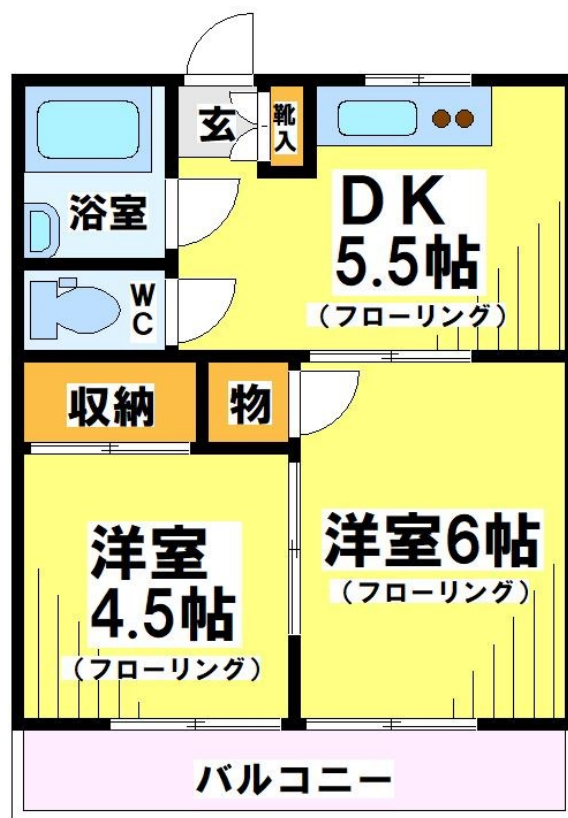 玄
靴
入
浴室
DK
5.5帖
(フローリング)
W
C
収納
物
洋室
4.5帖
(フローリング)
洋室6帖
(フローリング)
バルコニー